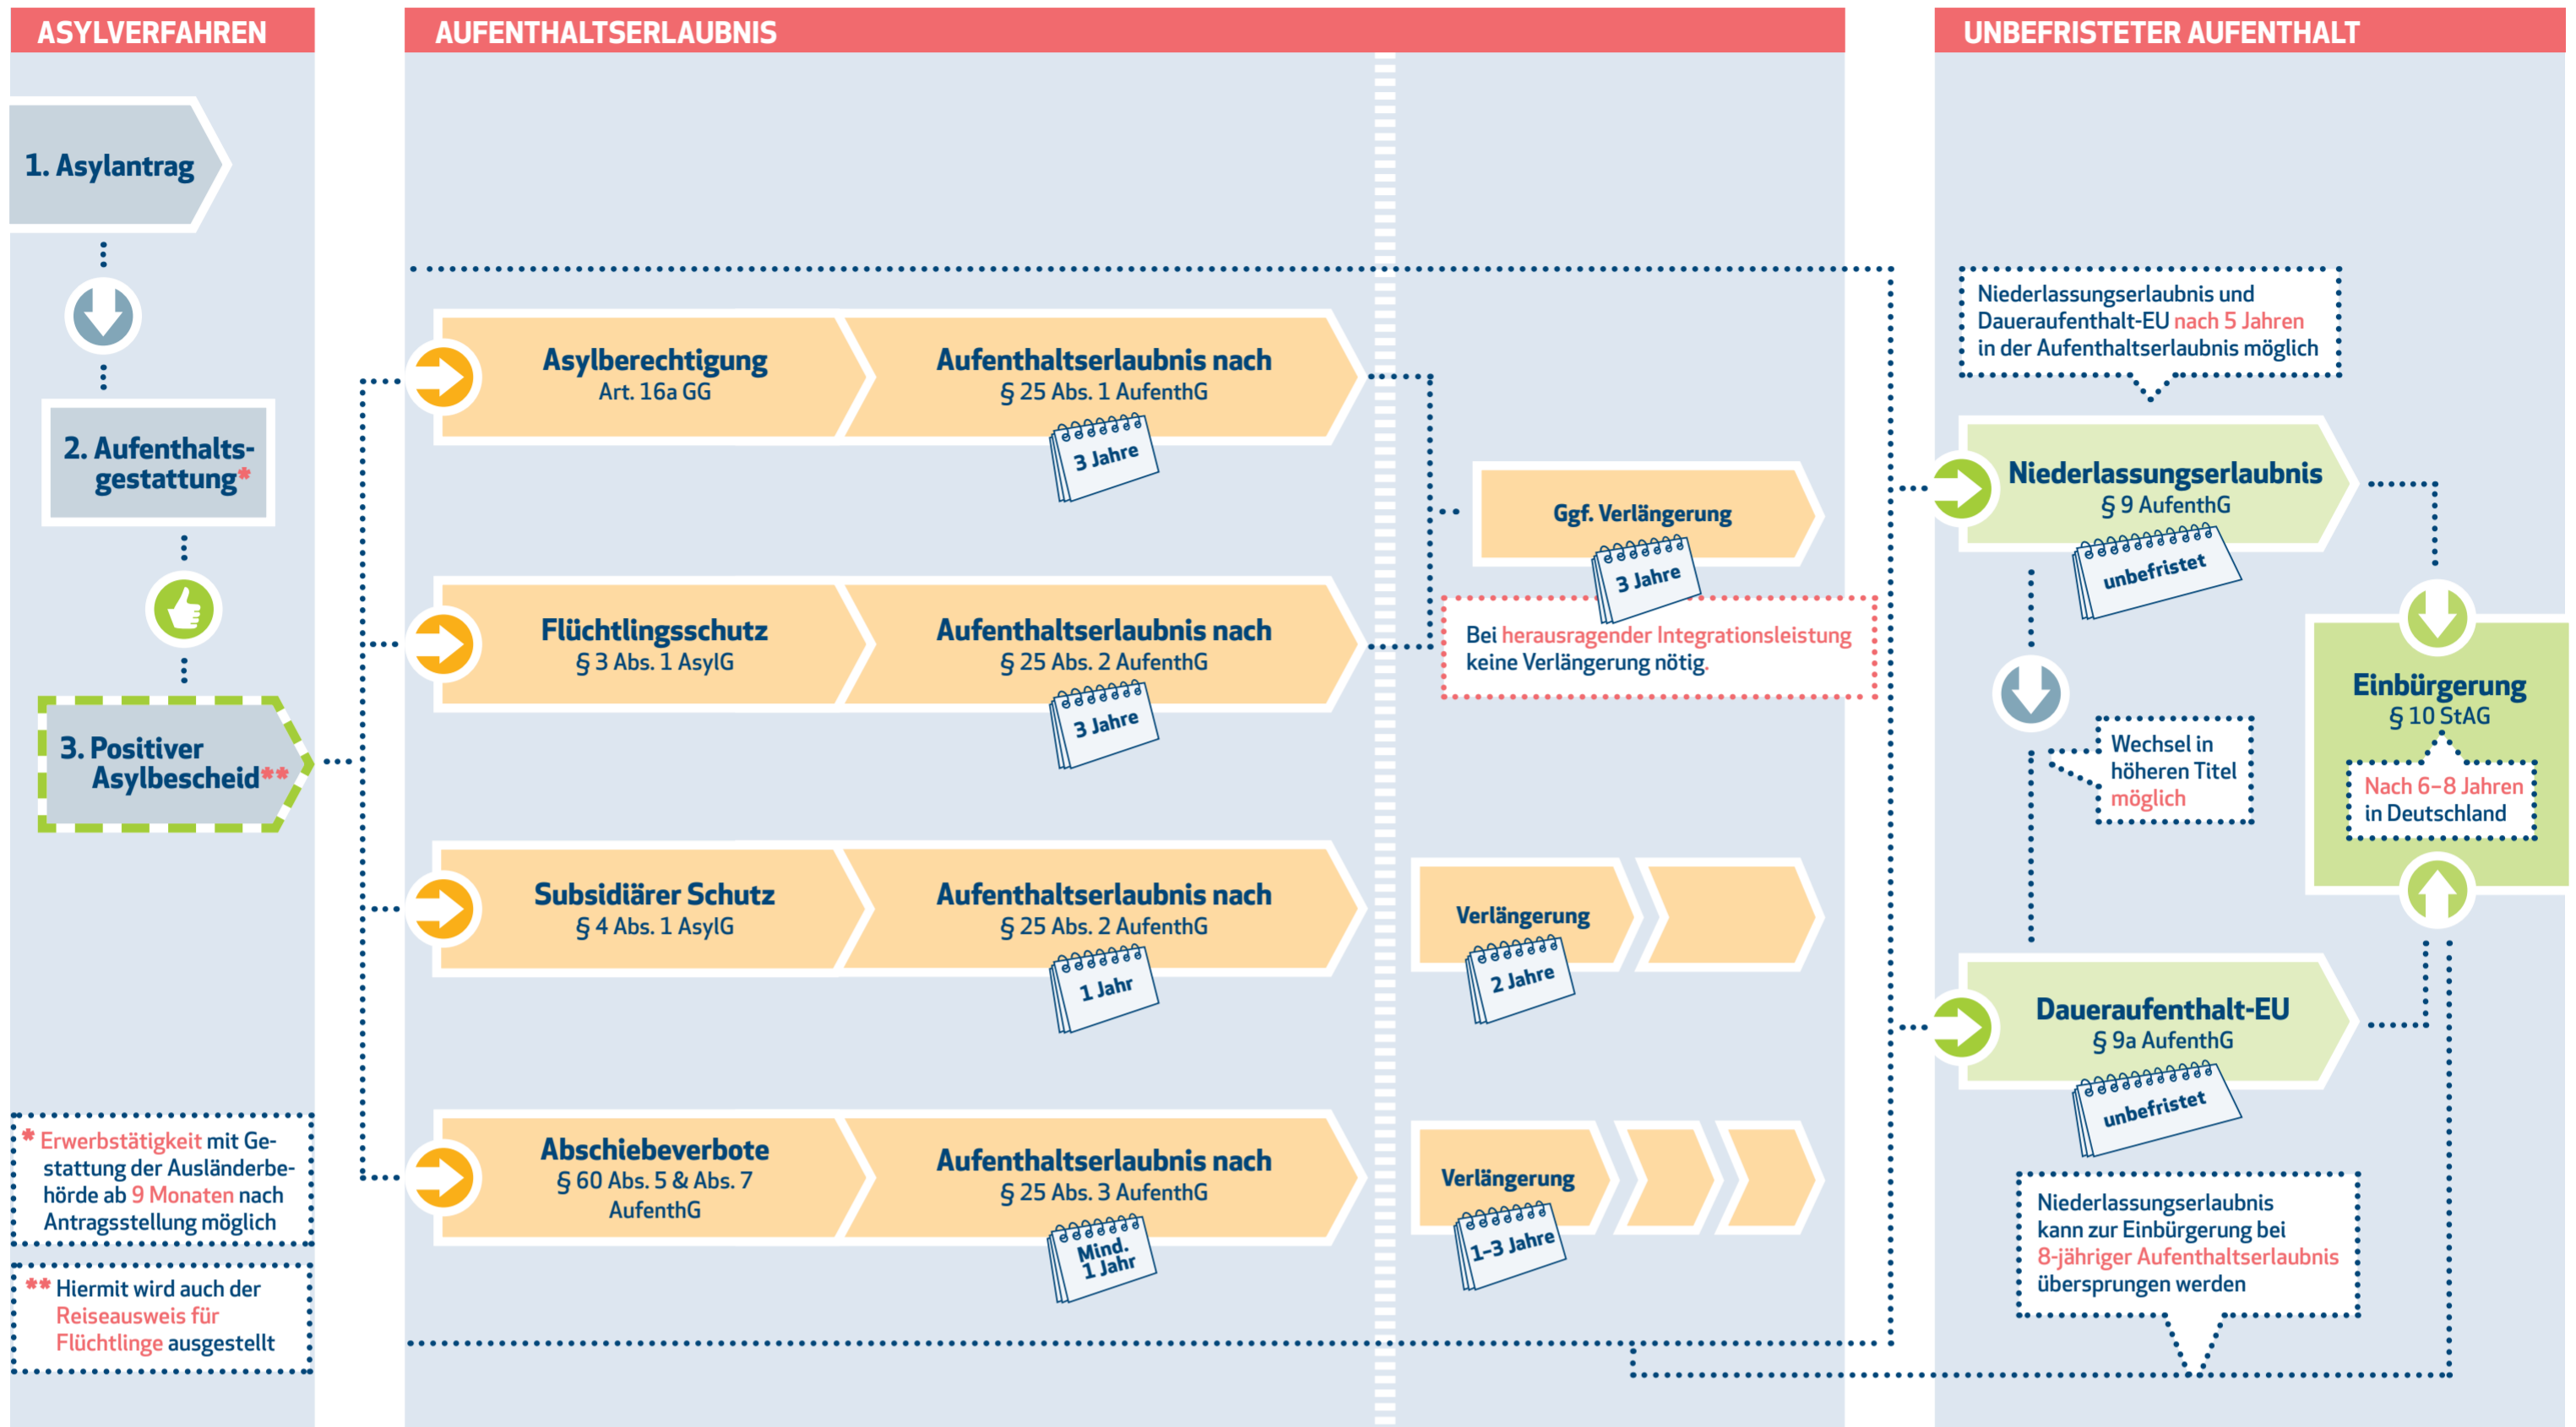 ASYLVERFAHREN
1. Asylantrag
2. Aufenthalts-
gestattung*
3. Positiver
Asylbescheid**
* Erwerbstätigkeit mit Ge-
stattung der Ausländerbe-
hörde ab 9 Monaten nach
Antragsstellung möglich
** Hiermit wird auch der
Reiseausweis für
Flüchtlinge ausgestellt
AUFENTHALTSERLAUBNIS
Asylberechtigung
Art. 16a GG
Aufenthaltserlaubnis nach
§ 25 Abs. 1 AufenthG
3 Jahre
Flüchtlingsschutz
§ 3 Abs. 1 AsylG
Aufenthaltserlaubnis nach
§ 25 Abs. 2 AufenthG
3 Jahre
Ggf. Verlängerung
3 Jahre
Bei herausragender Integrationsleistung
keine Verlängerung nötig.
Subsidiärer Schutz
§ 4 Abs. 1 AsylG
Aufenthaltserlaubnis nach
§ 25 Abs. 2 AufenthG
1 Jahr
Verlängerung
2 Jahre
Abschiebeverbote
§ 60 Abs. 5 & Abs. 7
AufenthG
Aufenthaltserlaubnis nach
§ 25 Abs. 3 AufenthG
Mind.
1 Jahr
Verlängerung
1–3 Jahre
UNBEFRISTETER AUFENTHALT
Niederlassungserlaubnis und
Daueraufenthalt-EU nach 5 Jahren
in der Aufenthaltserlaubnis möglich
Niederlassungserlaubnis
§ 9 AufenthG
unbefristet
Wechsel in
höheren Titel
möglich
Einbürgerung
§ 10 StAG
Nach 6–8 Jahren
in Deutschland
Daueraufenthalt-EU
§ 9a AufenthG
unbefristet
Niederlassungserlaubnis
kann zur Einbürgerung bei
8-jähriger Aufenthaltserlaubnis
übersprungen werden